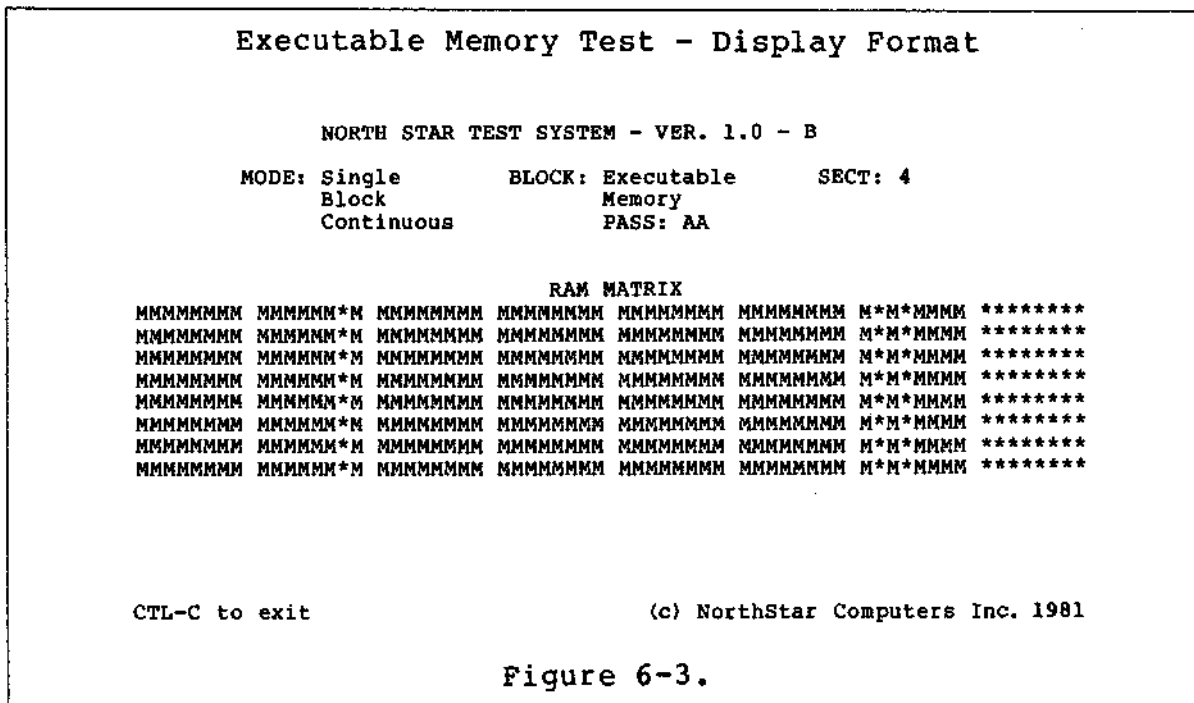 Executable Memory Test - Display Format
NORTH STAR TEST SYSTEM - VER. 1.0 - B
MODE: Single BLOCK: Executable SECT: 4
Block Memory
Continuous PASS: AA
RAM MATRIX
MMMMMMMM MMMMMM*M MMMMMMMM MMMMMMMM MMMMMMMM MMMMMMMM M*M*MMMM ********
MMMMMMMM MMMMMM*M MMMMMMMM MMMMMMMM MMMMMMMM MMMMMMMM M*M*MMMM ********
MMMMMMMM MMMMMM*M MMMMMMMM MMMMMMMM MMMMMMMM MMMMMMMM M*M*MMMM ********
MMMMMMMM MMMMMM*M MMMMMMMM MMMMMMMM MMMMMMMM MMMMMMMM M*M*MMMM ********
MMMMMMMM MMMMMM*M MMMMMMMM MMMMMMMM MMMMMMMM MMMMMMMM M*M*MMMM ********
MMMMMMMM MMMMMM*M MMMMMMMM MMMMMMMM MMMMMMMM MMMMMMMM M*M*MMMM ********
MMMMMMMM MMMMMM*M MMMMMMMM MMMMMMMM MMMMMMMM MMMMMMMM M*M*MMMM ********
MMMMMMMM MMMMMM*M MMMMMMMM MMMMMMMM MMMMMMMM MMMMMMMM M*M*MMMM ********
CTL-C to exit (c) NorthStar Computers Inc. 1981
Figure 6-3.